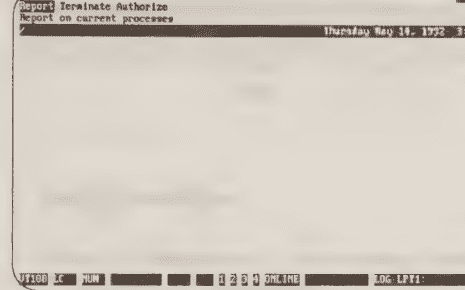 Report Terminate Authorize
Report on current processes
/ Thursday May 14, 1992 3:
VT100 LC NUM 1 2 3 4 ONLINE LOG LPT1: